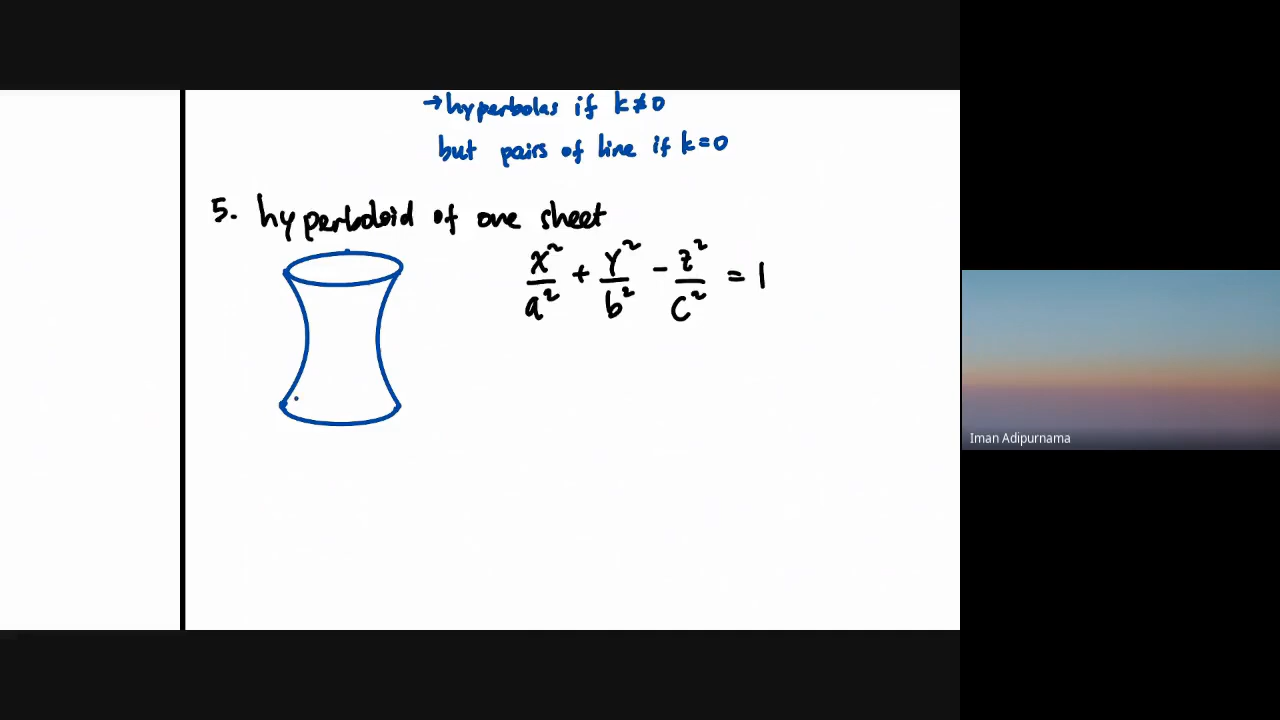 → hyperbolas if k≠0
but pairs of line if k=0
5. hyperboloid of one sheet
x²/a² + y²/b² - z²/c² = 1
Iman Adipurnama